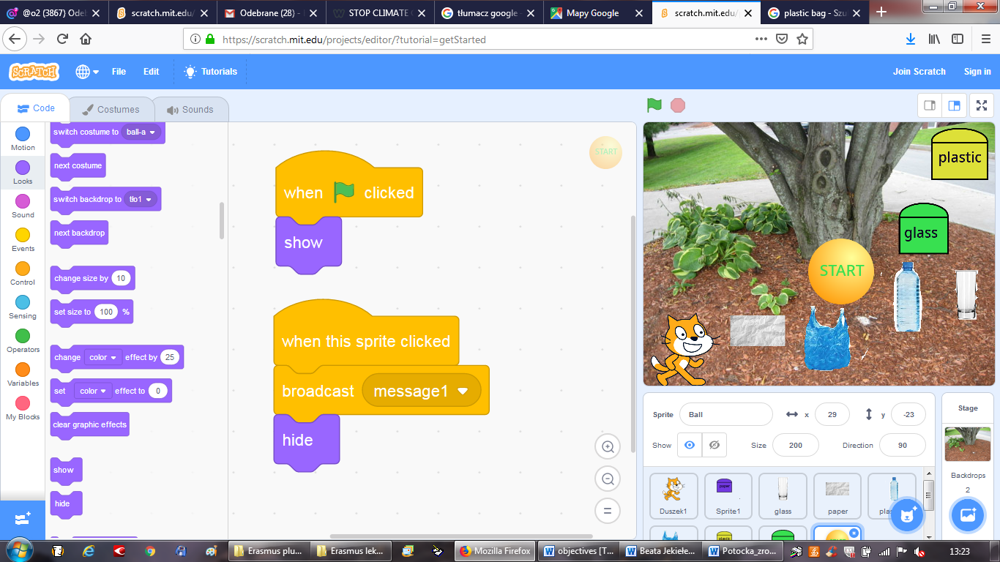 @o2 (3867) Odeb
scratch.mit.edu/
Odebrane (28) -
STOP CLIMATE
tłumacz google -
Mapy Google
scratch.mit.edu/
plastic bag - Szu
https://scratch.mit.edu/projects/editor/?tutorial=getStarted
SCRATCH File Edit Tutorials Join Scratch Sign in
Code Costumes Sounds
Motion
Looks
Sound
Events
Control
Sensing
Operators
Variables
My Blocks
switch costume to ball-a
next costume
switch backdrop to tło1
next backdrop
change size by 10
set size to 100 %
change color effect by 25
set color effect to 0
clear graphic effects
show
hide
START
when clicked
show
when this sprite clicked
broadcast message1
hide
plastic
glass
START
Sprite Ball x 29 y -23
Show Size 200 Direction 90
Stage
Backdrops
2
paper
Duszek1 Sprite1 glass paper
plastic
Erasmus plu...
Erasmus lek...
Mozilla Firefox
objectives [T...
Beata Jekiele...
Potocka_zro...
13:23